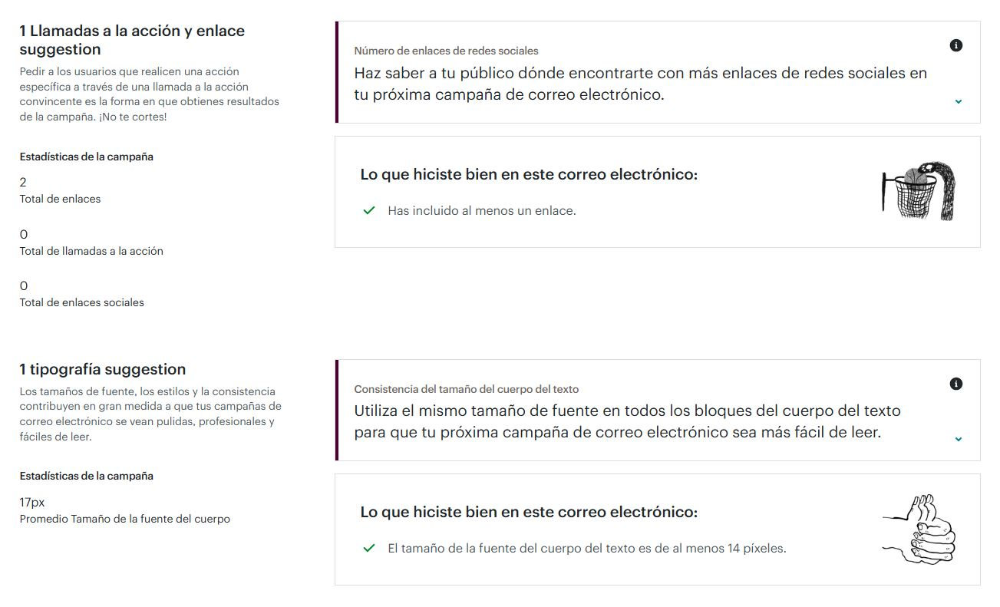 1 Llamadas a la acción y enlace
suggestion
Pedir a los usuarios que realicen una acción
específica a través de una llamada a la acción
convincente es la forma en que obtienes resultados
de la campaña. ¡No te cortes!
Estadísticas de la campaña
2
Total de enlaces
0
Total de llamadas a la acción
0
Total de enlaces sociales
Número de enlaces de redes sociales
Haz saber a tu público dónde encontrarte con más enlaces de redes sociales en
tu próxima campaña de correo electrónico.
Lo que hiciste bien en este correo electrónico:
Has incluido al menos un enlace.
1 tipografía suggestion
Los tamaños de fuente, los estilos y la consistencia
contribuyen en gran medida a que tus campañas de
correo electrónico se vean pulidas, profesionales y
fáciles de leer.
Estadísticas de la campaña
17px
Promedio Tamaño de la fuente del cuerpo
Consistencia del tamaño del cuerpo del texto
Utiliza el mismo tamaño de fuente en todos los bloques del cuerpo del texto
para que tu próxima campaña de correo electrónico sea más fácil de leer.
Lo que hiciste bien en este correo electrónico:
El tamaño de la fuente del cuerpo del texto es de al menos 14 píxeles.